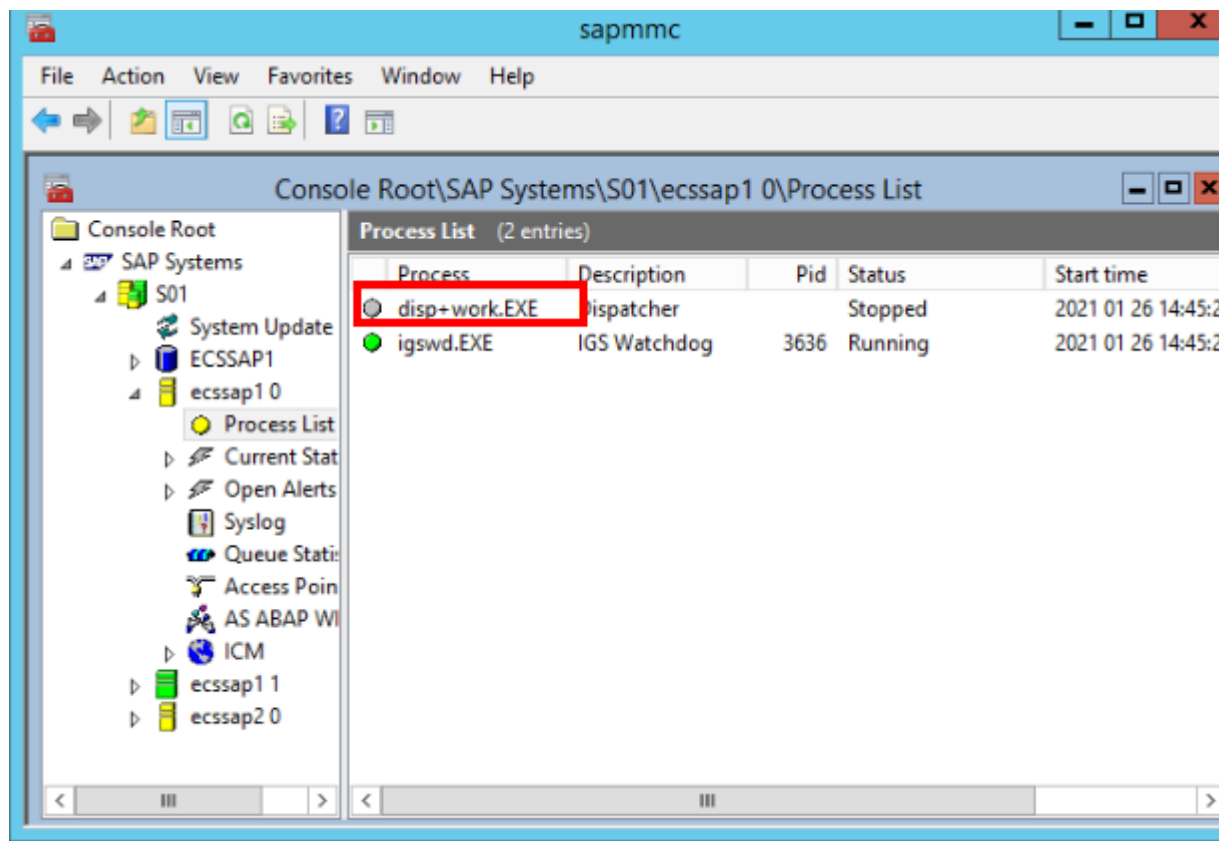 sapmmc
File Action View Favorites Window Help
Console Root\SAP Systems\S01\ecssap1 0\Process List
Console Root
SAP Systems
S01
System Update
ECSSAP1
ecssap1 0
Process List
Current Stat
Open Alerts
Syslog
Queue Statis
Access Poin
AS ABAP WI
ICM
ecssap1 1
ecssap2 0
Process List (2 entries)
Process Description Pid Status Start time
disp+work.EXE Dispatcher Stopped 2021 01 26 14:45:2
igswd.EXE IGS Watchdog 3636 Running 2021 01 26 14:45:2